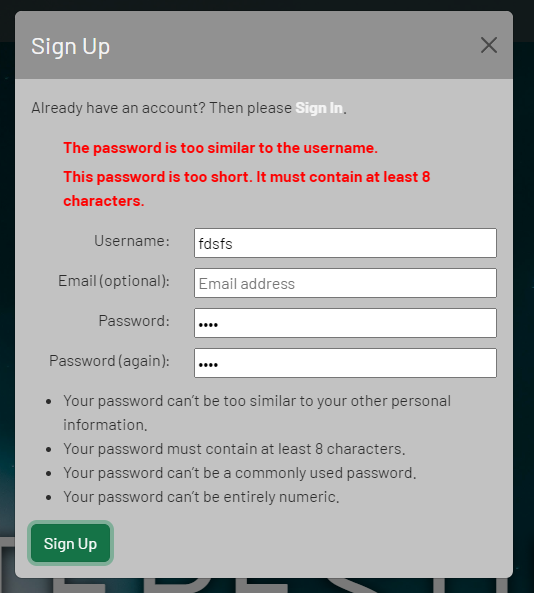 Sign Up
Already have an account? Then please Sign In.
The password is too similar to the username.
This password is too short. It must contain at least 8
characters.
Username:
fdsfs
Email (optional):
Email address
Password:
••••
Password (again):
••••
• Your password can't be too similar to your other personal
information.
• Your password must contain at least 8 characters.
• Your password can't be a commonly used password.
• Your password can't be entirely numeric.
Sign Up